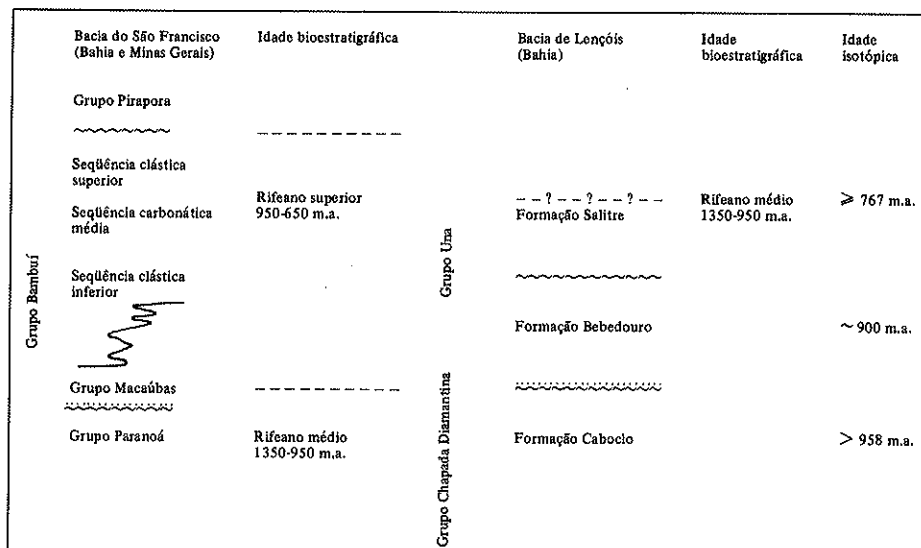 Bacia do São Francisco
(Bahia e Minas Gerais)
Idade bioestratigráfica
Bacia de Lençóis
(Bahia)
Idade
bioestratigráfica
Idade
isotópica
Grupo Pirapora
Seqüência clástica
superior
Rifeano superior
950-650 m.a.
– – ? – – ? – – ? – –
Formação Salitre
Rifeano médio
1350-950 m.a.
⩾ 767 m.a.
Seqüência carbonática
média
Grupo Una
Seqüência clástica
inferior
Grupo Bambuí
Formação Bebedouro
~ 900 m.a.
Grupo Macaúbas
Grupo Paranoá
Rifeano médio
1350-950 m.a.
Grupo Chapada Diamantina
Formação Caboclo
> 958 m.a.